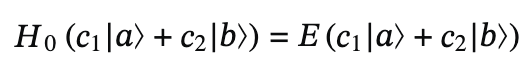 H₀ (c₁|a⟩ + c₂|b⟩) = E (c₁|a⟩ + c₂|b⟩)